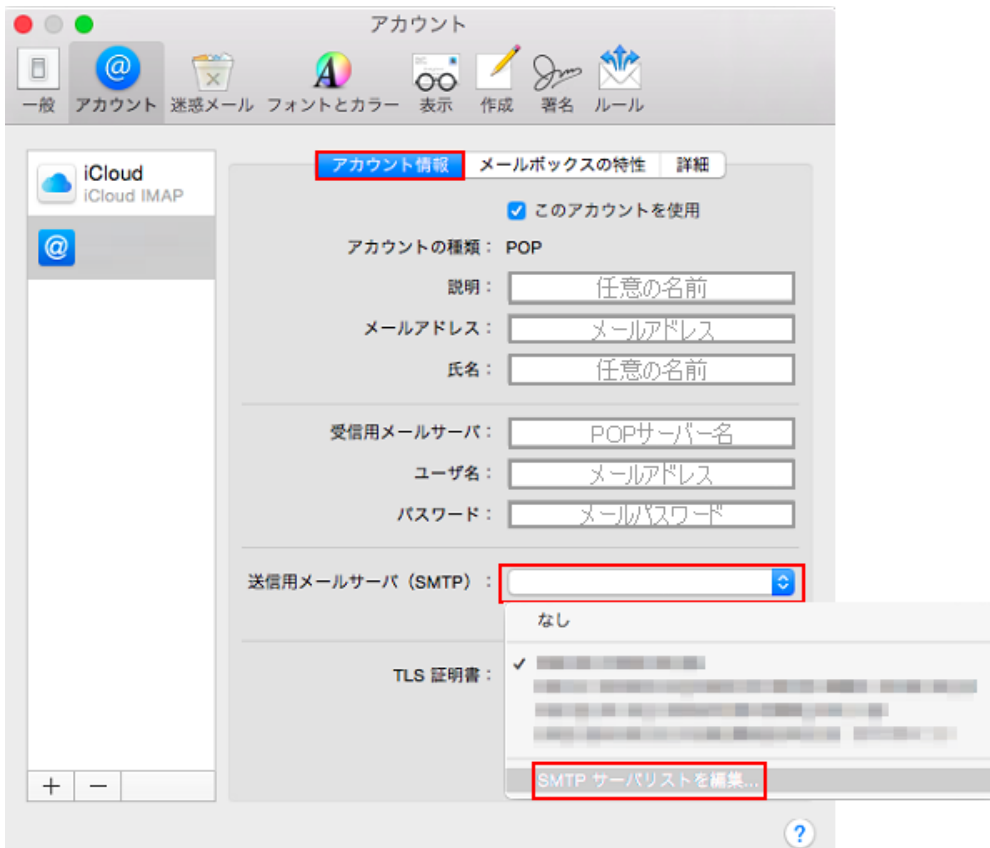 アカウント
一般 アカウント 迷惑メール フォントとカラー 表示 作成 署名 ルール
iCloud
iCloud IMAP
アカウント情報 メールボックスの特性 詳細
このアカウントを使用
アカウントの種類： POP
説明： 任意の名前
メールアドレス： メールアドレス
氏名： 任意の名前
受信用メールサーバ： POPサーバー名
ユーザ名： メールアドレス
パスワード： メールパスワード
送信用メールサーバ（SMTP）：
なし
TLS 証明書：
SMTP サーバリストを編集...